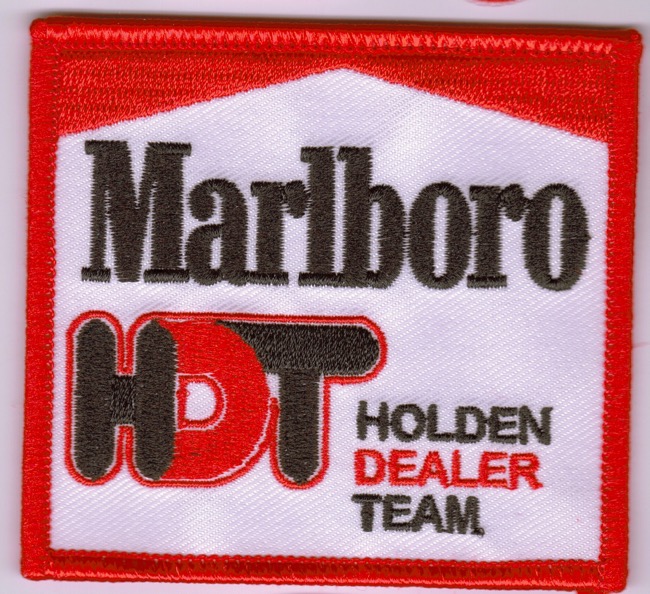 Marlboro
HDT
HOLDEN
DEALER
TEAM